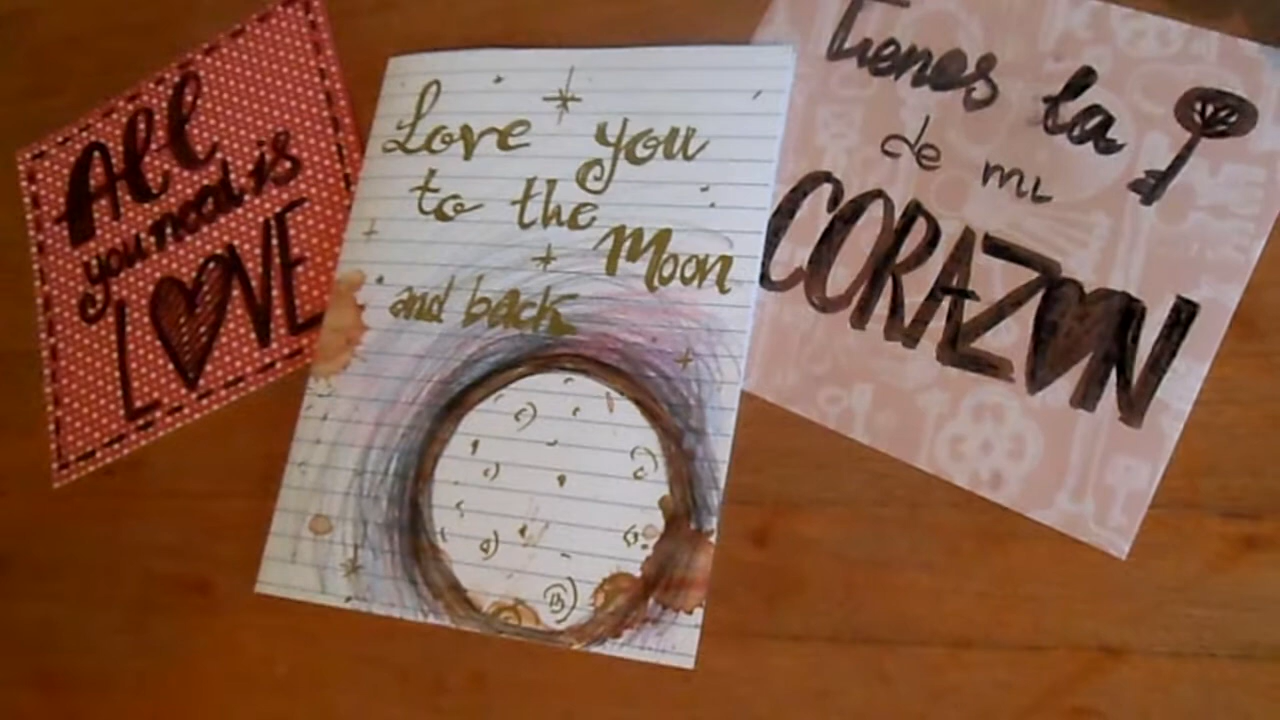 All
you need is
LOVE
Love you
to the
Moon
and back
Tienes la
de mi
CORAZON